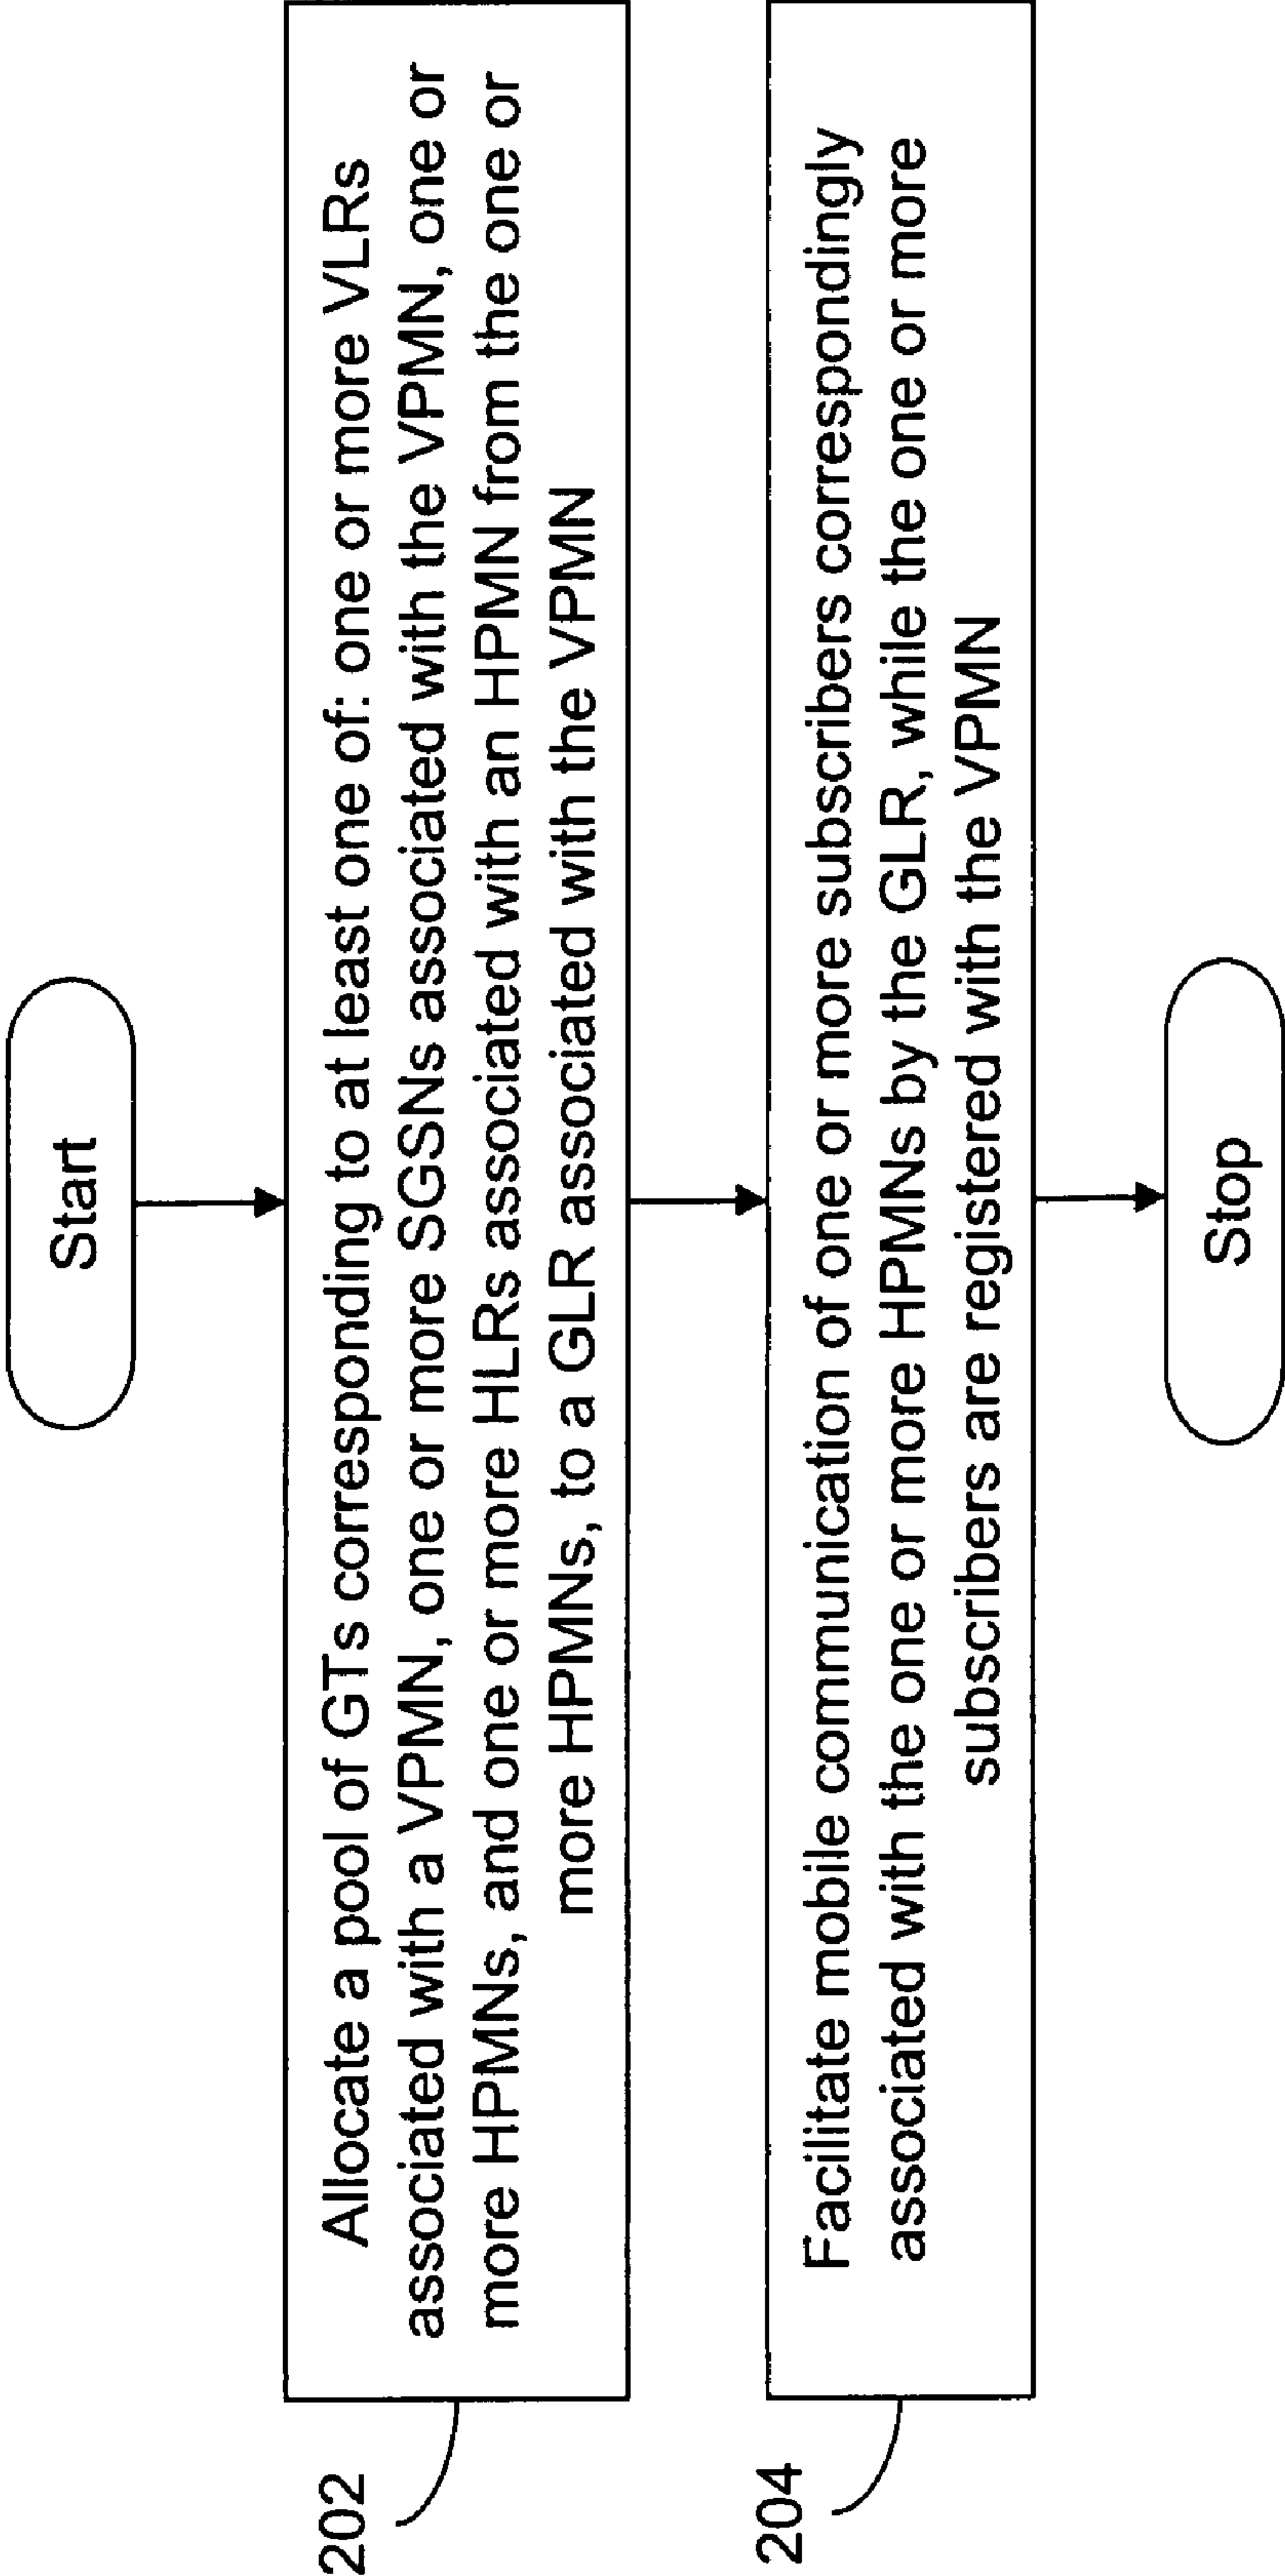 Start
202
Allocate a pool of GTs corresponding to at least one of: one or more VLRs
associated with a VPMN, one or more SGSNs associated with the VPMN, one or
more HPMNs, and one or more HLRs associated with an HPMN from the one or
more HPMNs, to a GLR associated with the VPMN
204
Facilitate mobile communication of one or more subscribers correspondingly
associated with the one or more HPMNs by the GLR, while the one or more
subscribers are registered with the VPMN
Stop